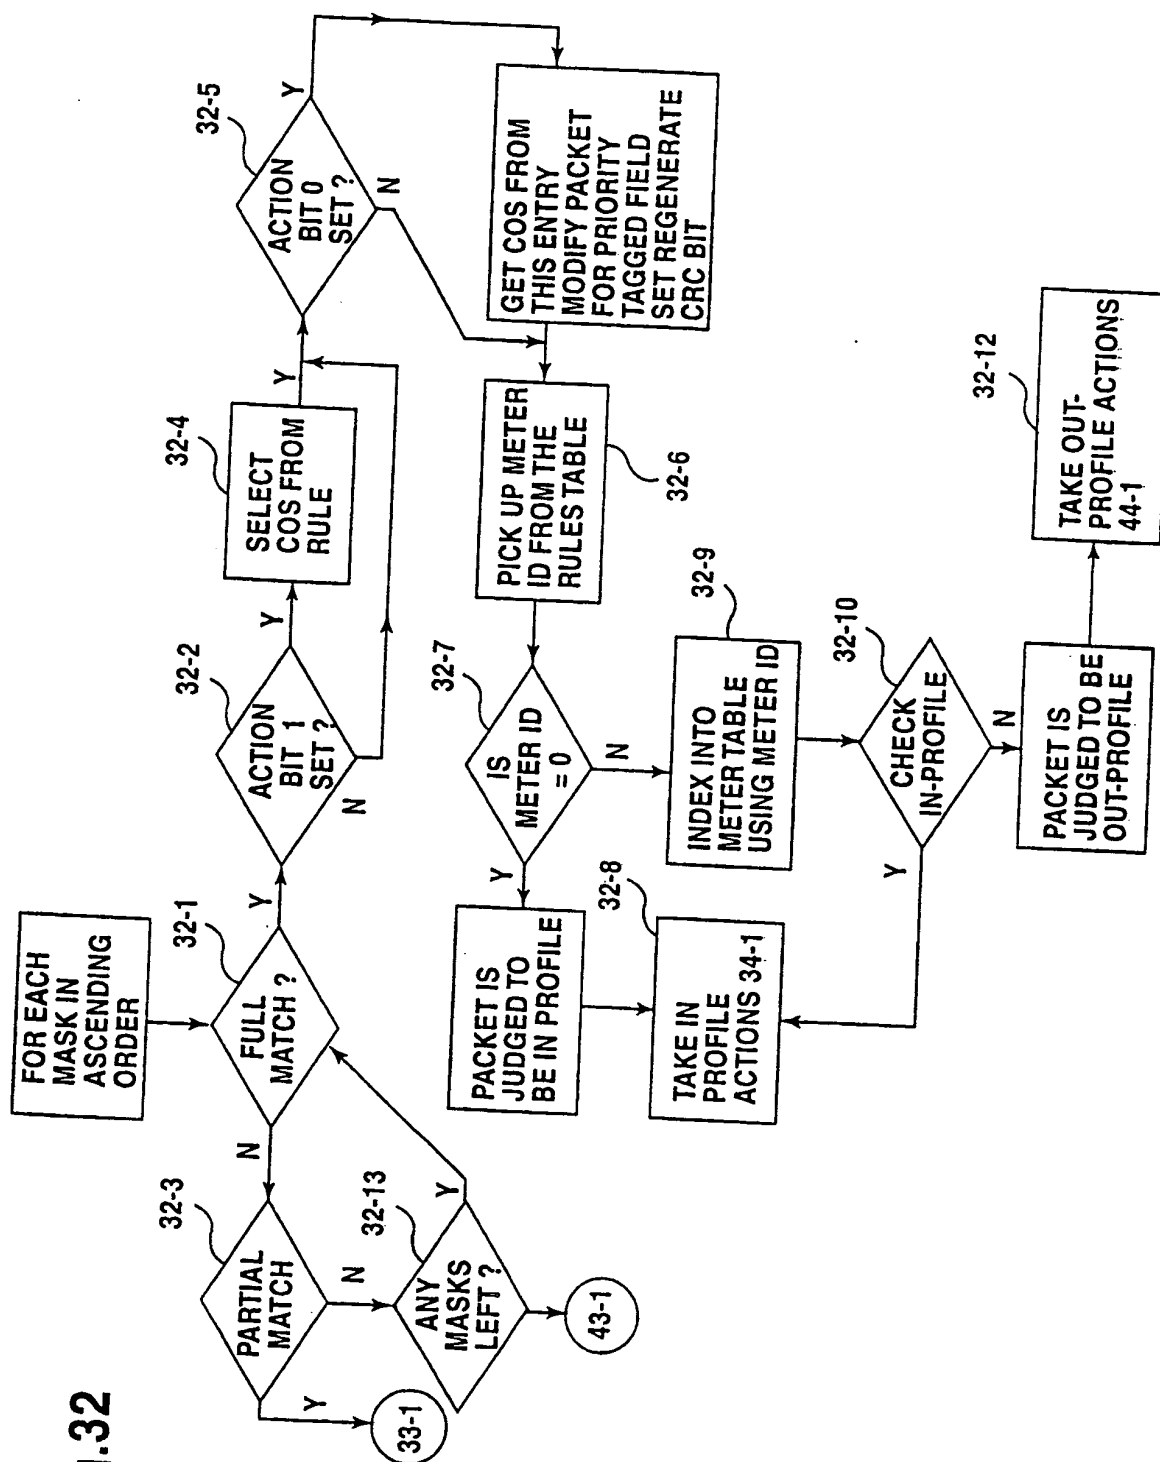 FOR EACH
MASK IN
ASCENDING
ORDER
32-1
FULL
MATCH ?
Y
N
32-2
ACTION
BIT 1
SET ?
Y
N
32-4
SELECT
COS FROM
RULE
Y
32-5
ACTION
BIT 0
SET ?
Y
N
GET COS FROM
THIS ENTRY
MODIFY PACKET
FOR PRIORITY
TAGGED FIELD
SET REGENERATE
CRC BIT
32-3
PARTIAL
MATCH
Y
N
33-1
32-13
ANY
MASKS
LEFT ?
Y
43-1
PICK UP METER
ID FROM THE
RULES TABLE
32-6
32-7
IS
METER ID
= 0
Y
N
PACKET IS
JUDGED TO
BE IN PROFILE
32-8
TAKE IN
PROFILE
ACTIONS 34-1
32-9
INDEX INTO
METER TABLE
USING METER ID
32-10
CHECK
IN-PROFILE
Y
N
PACKET IS
JUDGED TO BE
OUT-PROFILE
32-12
TAKE OUT-
PROFILE ACTIONS
44-1
.32